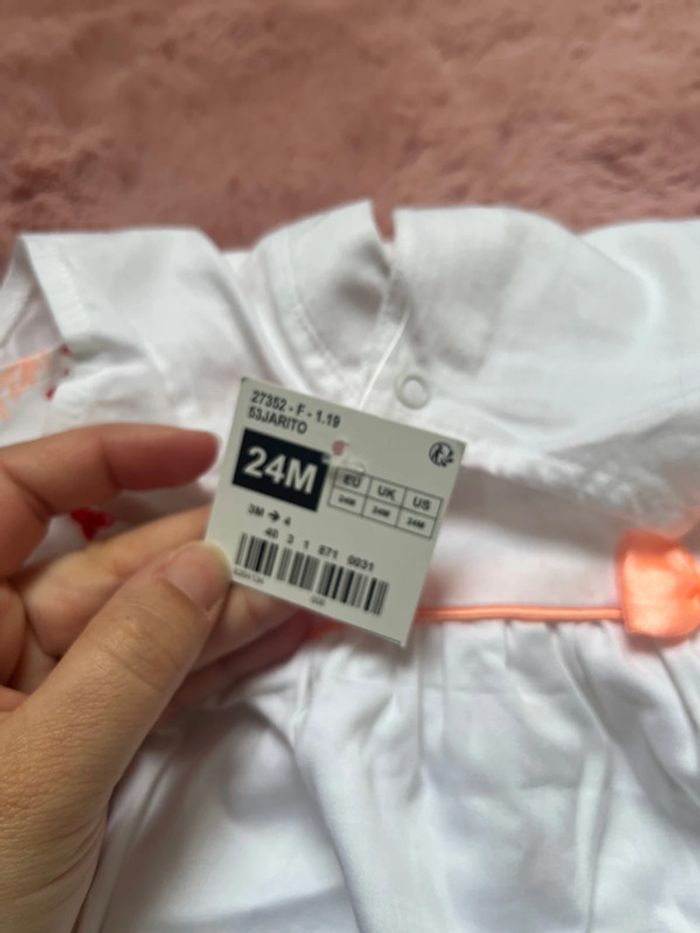 27352 - F - 1.19
53JARITO
24M
EU UK US
24M 24M 24M
3M → 4
40 3 1 871 0031